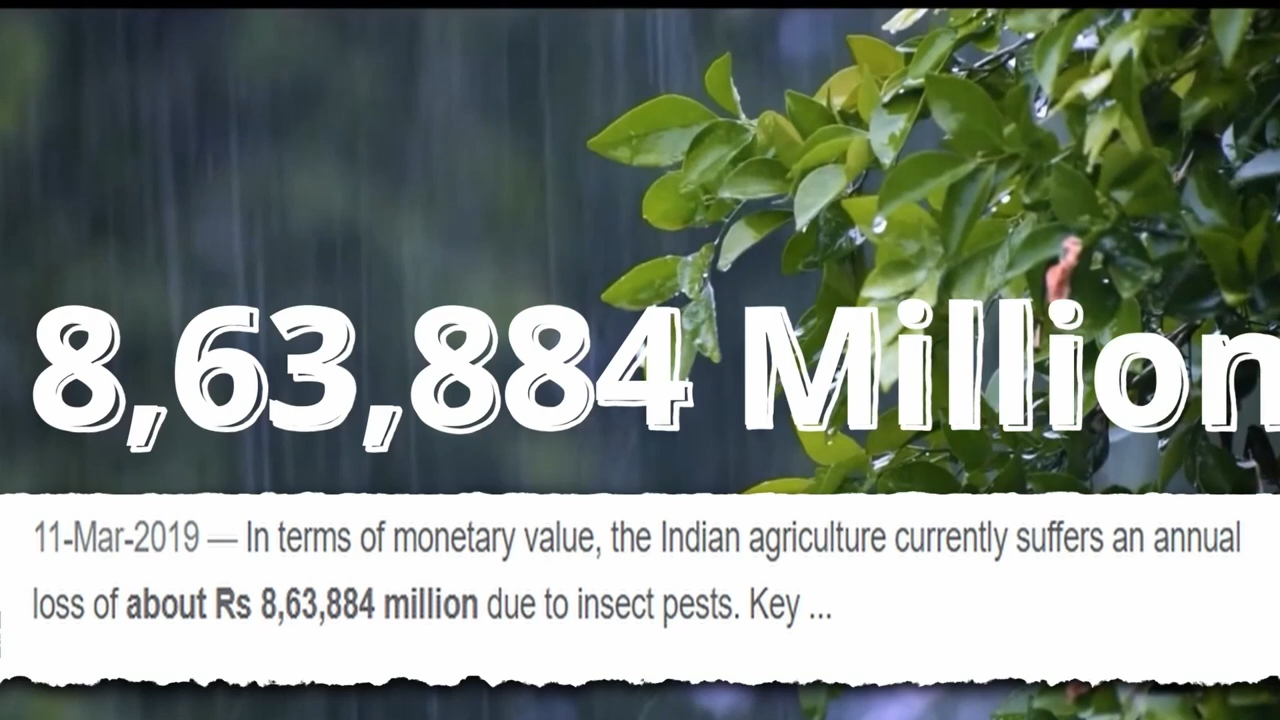 8,63,884 Million
11-Mar-2019 — In terms of monetary value, the Indian agriculture currently suffers an annual
loss of about Rs 8,63,884 million due to insect pests. Key ...